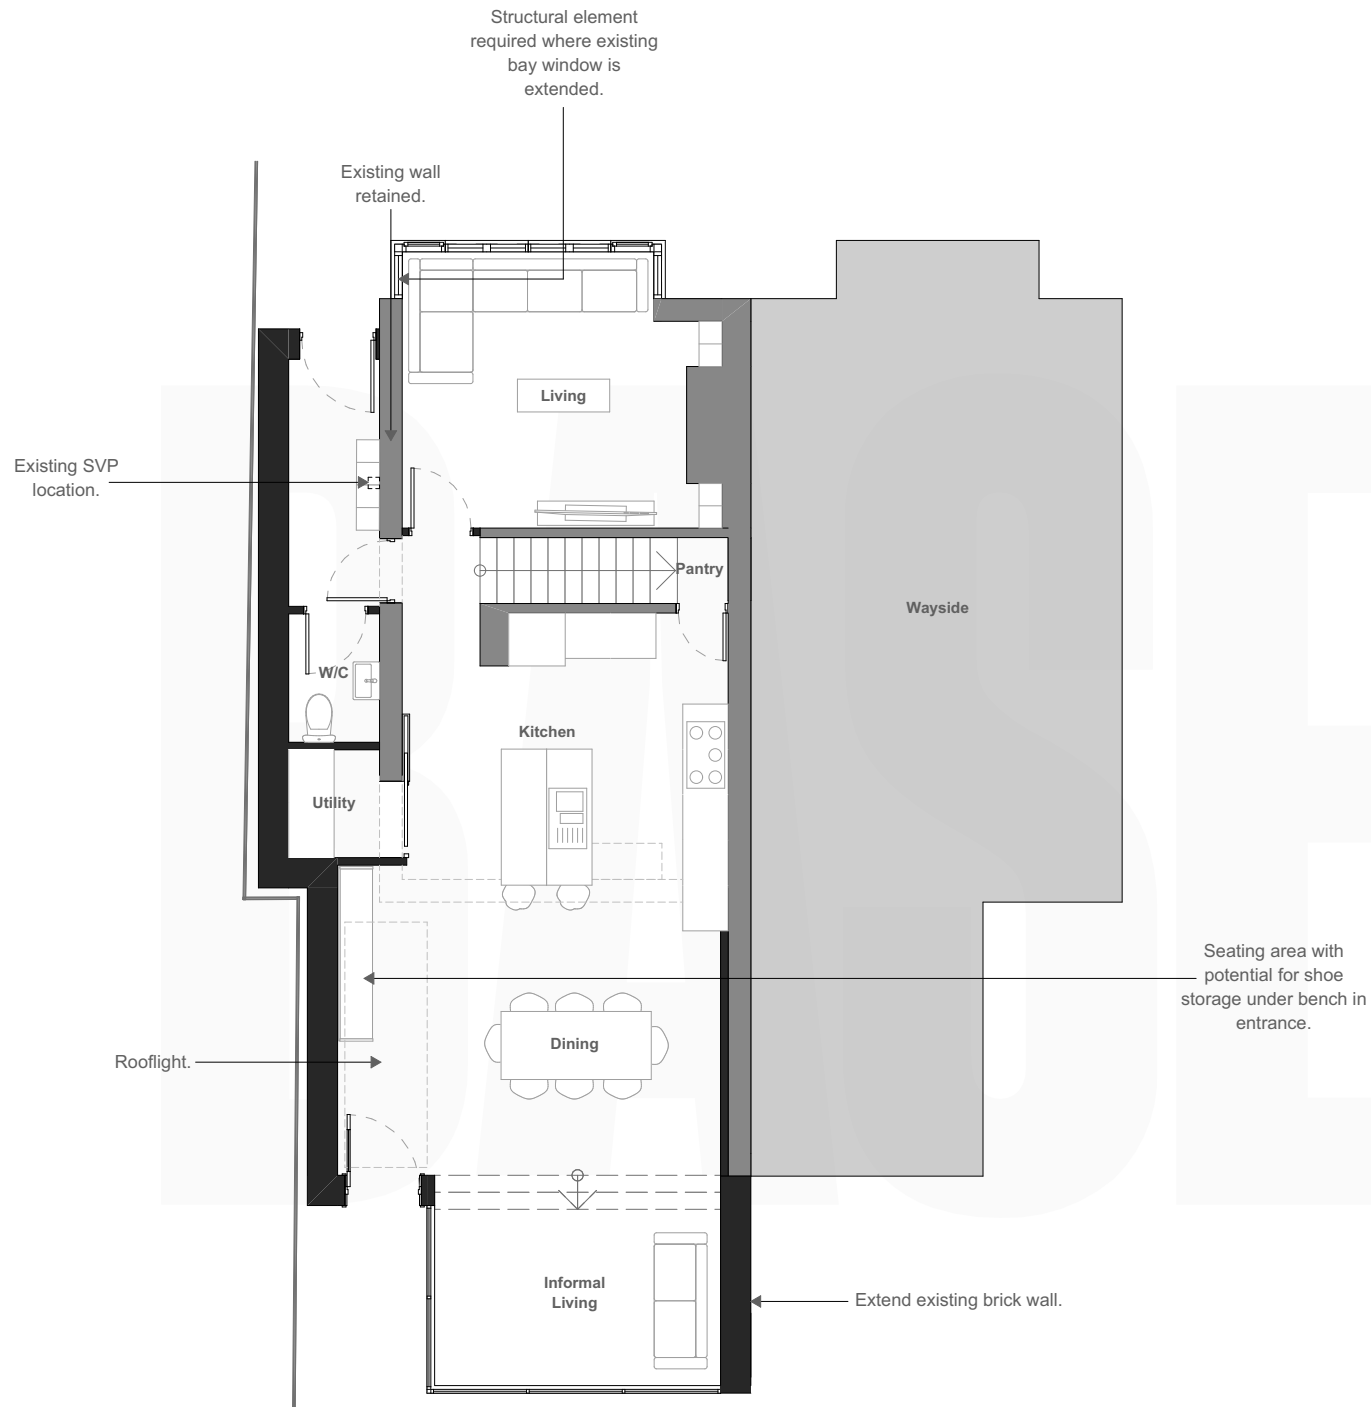 Structural element
required where existing
bay window is
extended.
Existing wall
retained.
Living
Existing SVP
location.
Pantry
Wayside
W/C
Kitchen
Utility
Seating area with
potential for shoe
storage under bench in
entrance.
Dining
Rooflight.
Informal
Living
Extend existing brick wall.
BASE